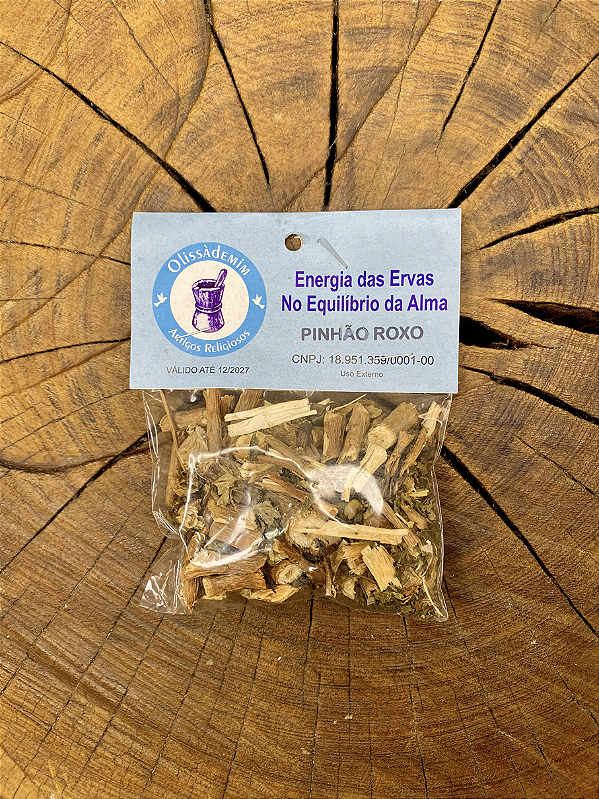 Olissàdemim
Artigos Religiosos
VÁLIDO ATÉ 12/2027
Energia das Ervas
No Equilíbrio da Alma
PINHÃO ROXO
CNPJ: 18.951.359/0001-00
Uso Externo